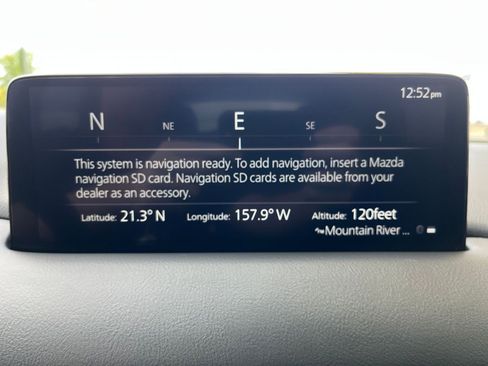 12:52pm
N NE E SE S
This system is navigation ready. To add navigation, insert a Mazda
navigation SD card. Navigation SD cards are available from your
dealer as an accessory.
Latitude: 21.3° N Longitude: 157.9° W Altitude: 120feet
Mountain River ...